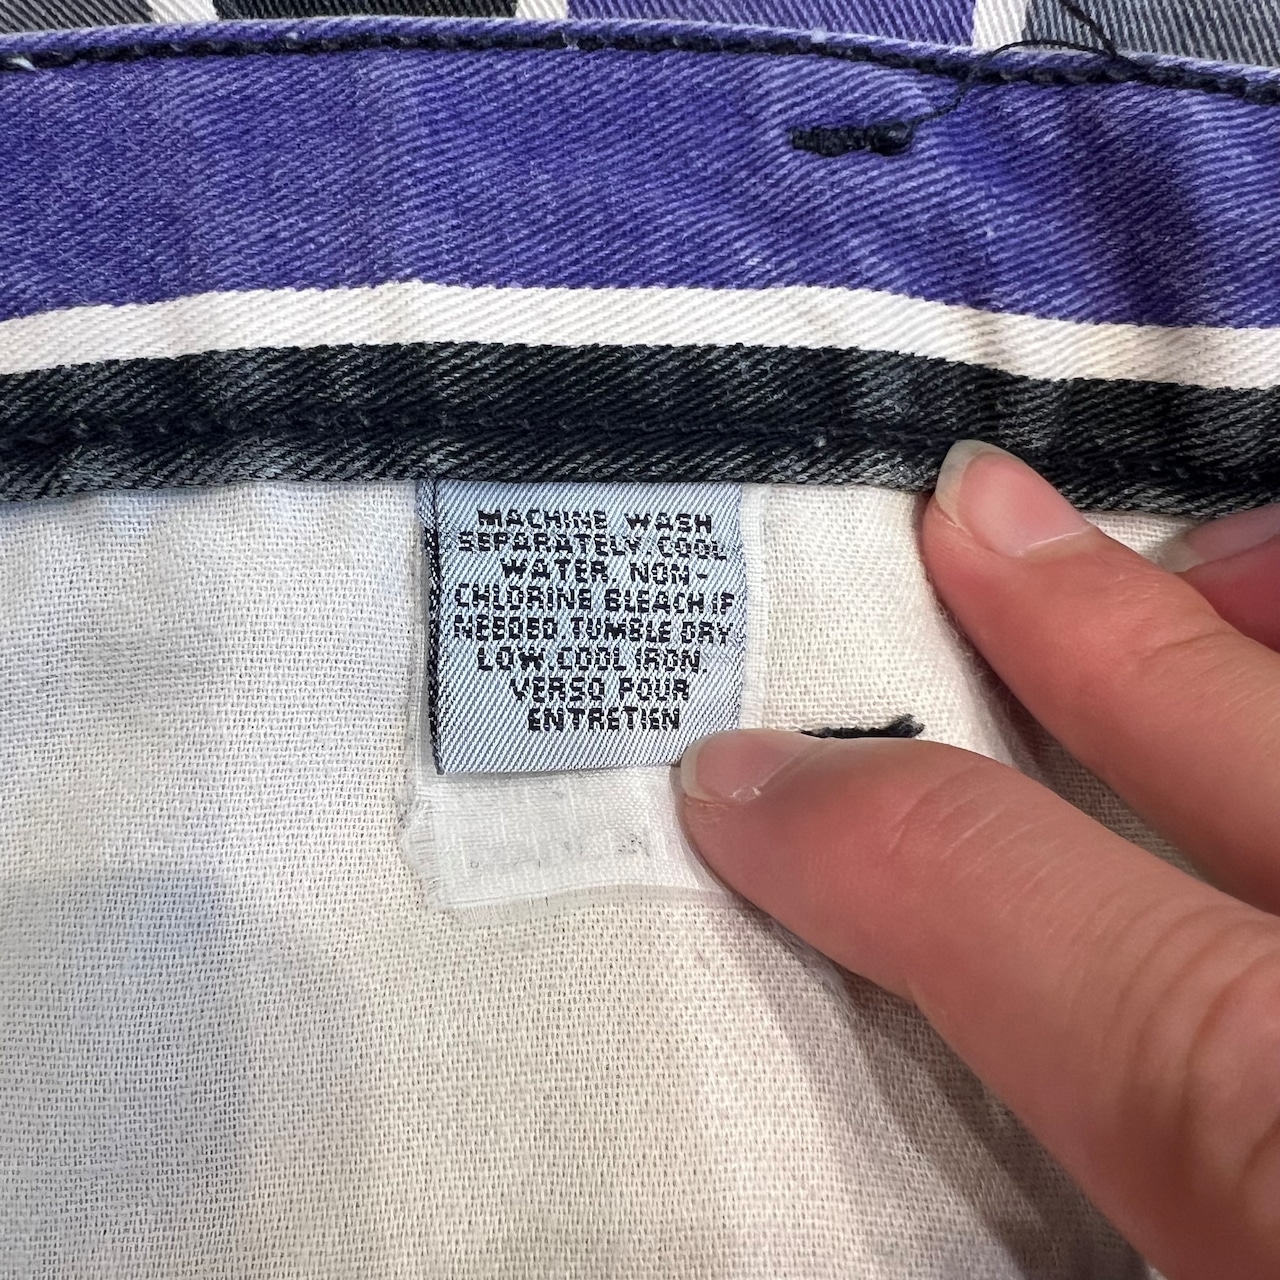 MACHINE WASH
SEPARATELY. COOL
WATER. NON-
CHLORINE BLEACH IF
NEEDED TUMBLE DRY
LOW. COOL IRON.
VERSO POUR
ENTRETIEN